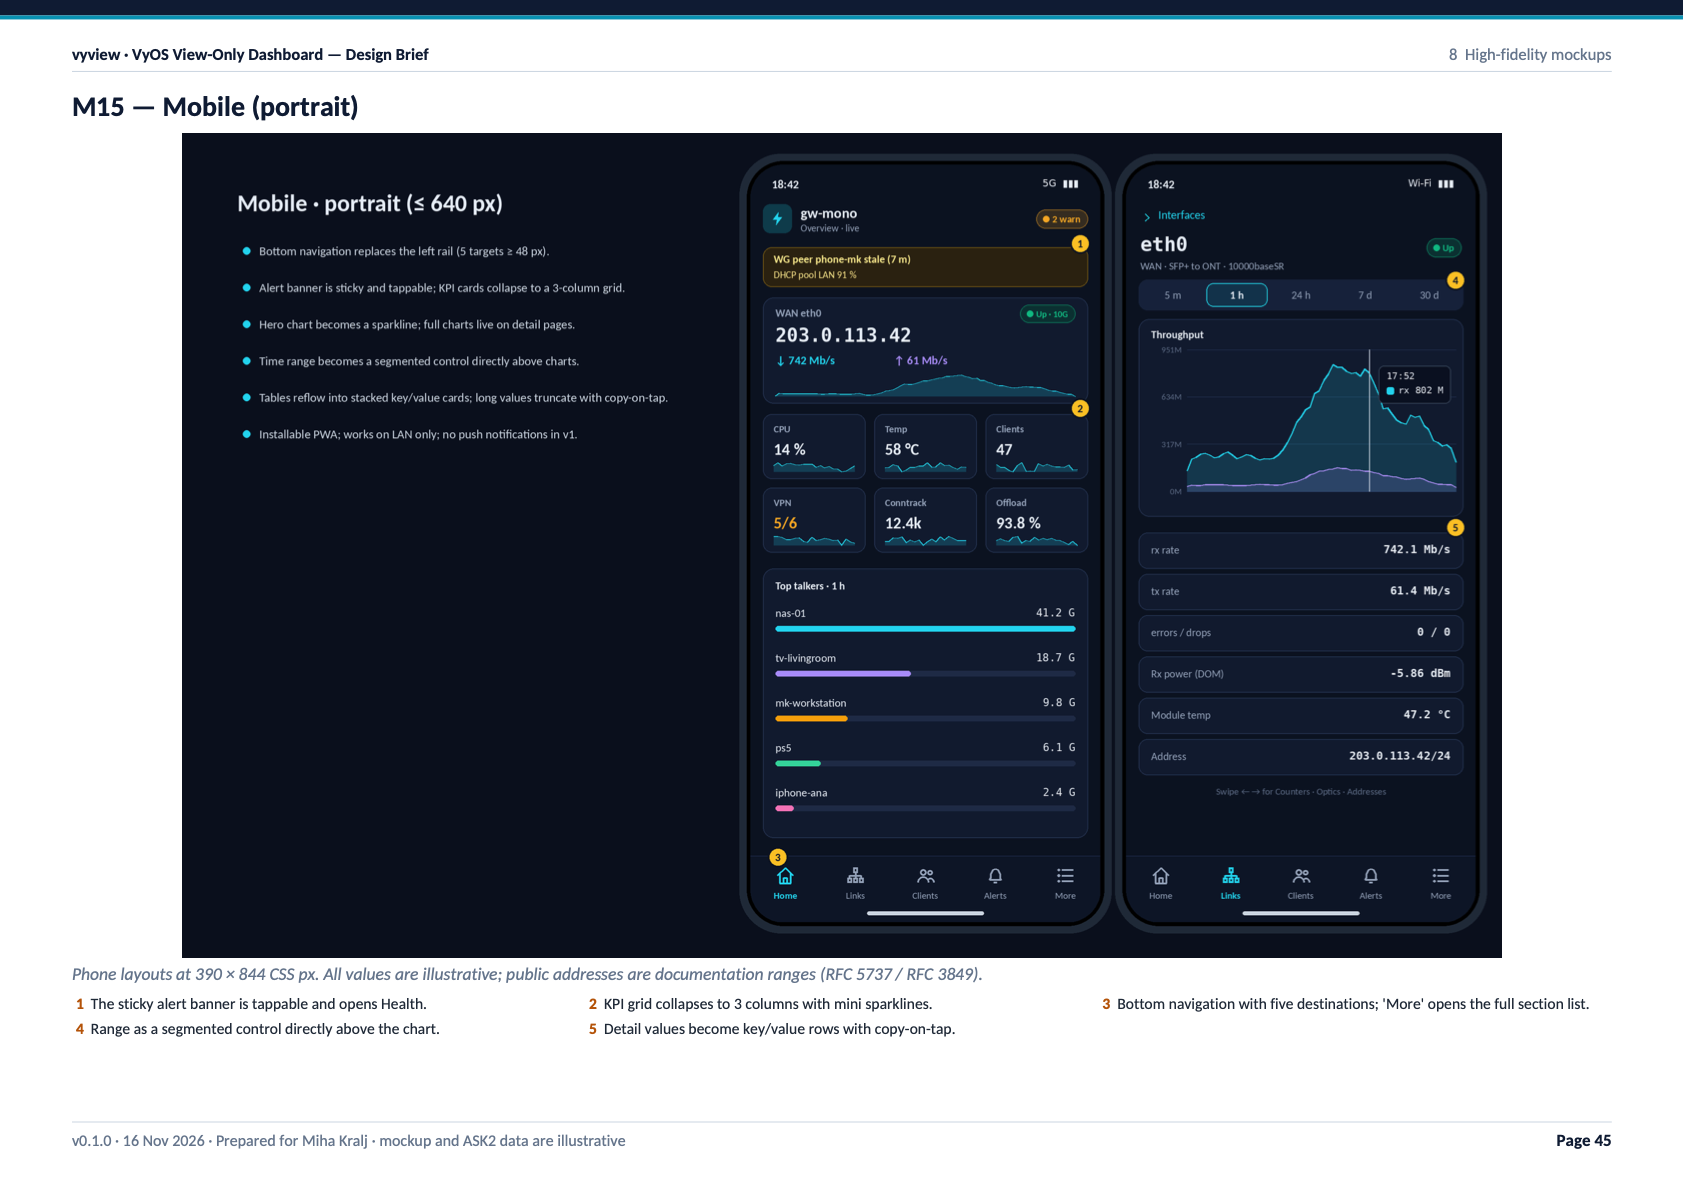 vyview · VyOS View-Only Dashboard — Design Brief
8 High-fidelity mockups
M15 — Mobile (portrait)
Mobile · portrait (≤ 640 px)
Bottom navigation replaces the left rail (5 targets ≥ 48 px).
Alert banner is sticky and tappable; KPI cards collapse to a 3-column grid.
Hero chart becomes a sparkline; full charts live on detail pages.
Time range becomes a segmented control directly above charts.
Tables reflow into stacked key/value cards; long values truncate with copy-on-tap.
Installable PWA; works on LAN only; no push notifications in v1.
18:42 5G
gw-mono
Overview · live
2 warn
1
WG peer phone-mk stale (7 m)
DHCP pool LAN 91 %
WAN eth0
Up · 10G
203.0.113.42
↓ 742 Mb/s ↑ 61 Mb/s
2
CPU Temp Clients
14 % 58 °C 47
VPN Conntrack Offload
5/6 12.4k 93.8 %
Top talkers · 1 h
nas-01 41.2 G
tv-livingroom 18.7 G
mk-workstation 9.8 G
ps5 6.1 G
iphone-ana 2.4 G
3
Home Links Clients Alerts More
18:42 Wi-Fi
Interfaces
eth0
Up
WAN · SFP+ to ONT · 10000baseSR
4
5 m 1 h 24 h 7 d 30 d
Throughput
951M
634M
317M
0M
17:52
rx 802 M
5
rx rate 742.1 Mb/s
tx rate 61.4 Mb/s
errors / drops 0 / 0
Rx power (DOM) -5.86 dBm
Module temp 47.2 °C
Address 203.0.113.42/24
Swipe ← → for Counters · Optics · Addresses
Home Links Clients Alerts More
Phone layouts at 390 × 844 CSS px. All values are illustrative; public addresses are documentation ranges (RFC 5737 / RFC 3849).
1 The sticky alert banner is tappable and opens Health.
2 KPI grid collapses to 3 columns with mini sparklines.
3 Bottom navigation with five destinations; 'More' opens the full section list.
4 Range as a segmented control directly above the chart.
5 Detail values become key/value rows with copy-on-tap.
v0.1.0 · 16 Nov 2026 · Prepared for Miha Kralj · mockup and ASK2 data are illustrative
Page 45